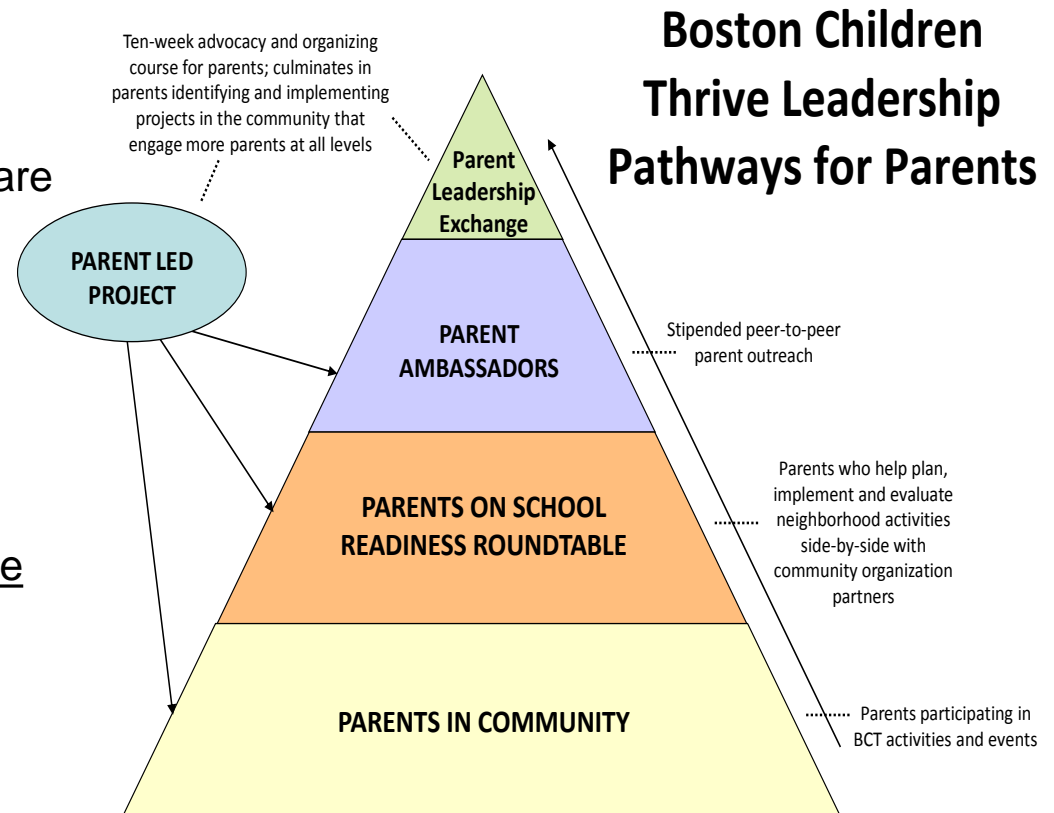 Boston Children
Thrive Leadership
Pathways for Parents
Ten-week advocacy and organizing
course for parents; culminates in
parents identifying and implementing
projects in the community that
engage more parents at all levels
are
Parent
Leadership
Exchange
PARENT LED
PROJECT
PARENT
AMBASSADORS
Stipended peer-to-peer
parent outreach
PARENTS ON SCHOOL
READINESS ROUNDTABLE
Parents who help plan,
implement and evaluate
neighborhood activities
side-by-side with
community organization
partners
e
PARENTS IN COMMUNITY
Parents participating in
BCT activities and events